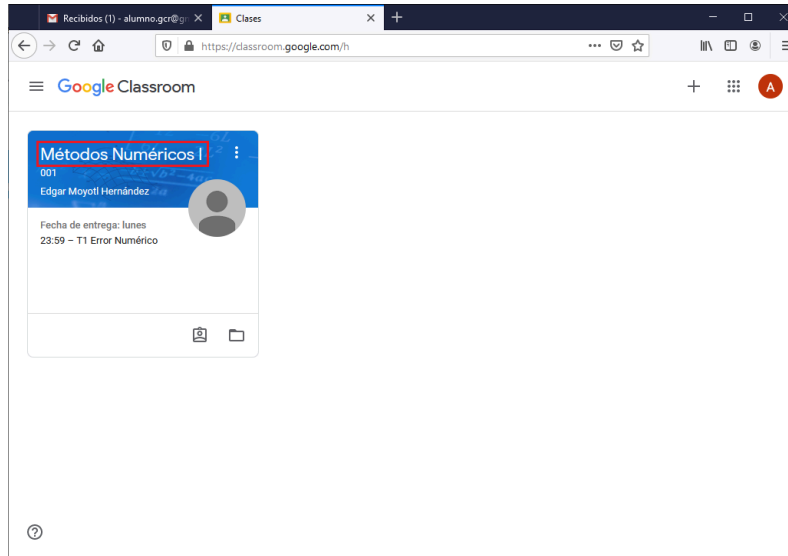 Recibidos (1) - alumno.gcr@gr
Clases
https://classroom.google.com/h
Google Classroom
A
Métodos Numéricos I
001
Edgar Moyotl Hernández
Fecha de entrega: lunes
23:59 – T1 Error Numérico